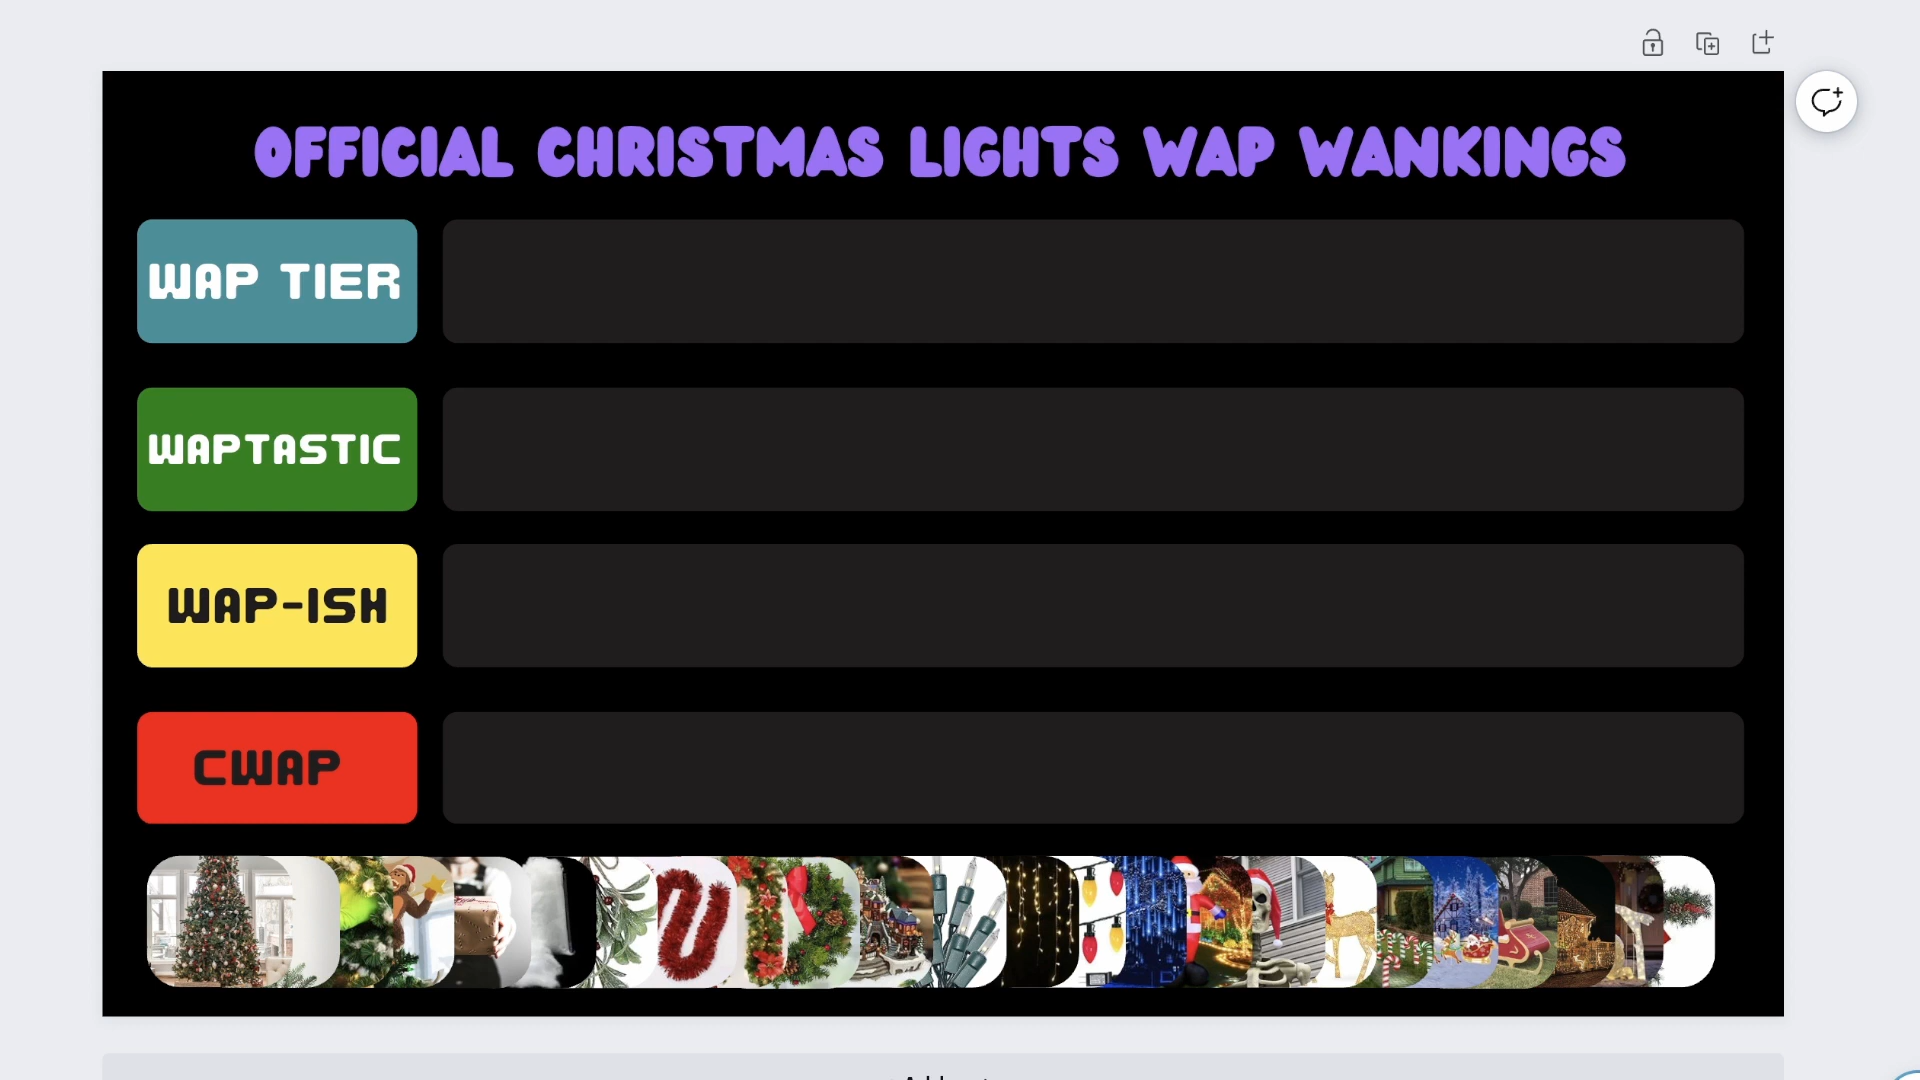 OFFICIAL CHRISTMAS LIGHTS WAP WANKINGS
WAP TIER
WAPTASTIC
WAP-ISH
CWAP